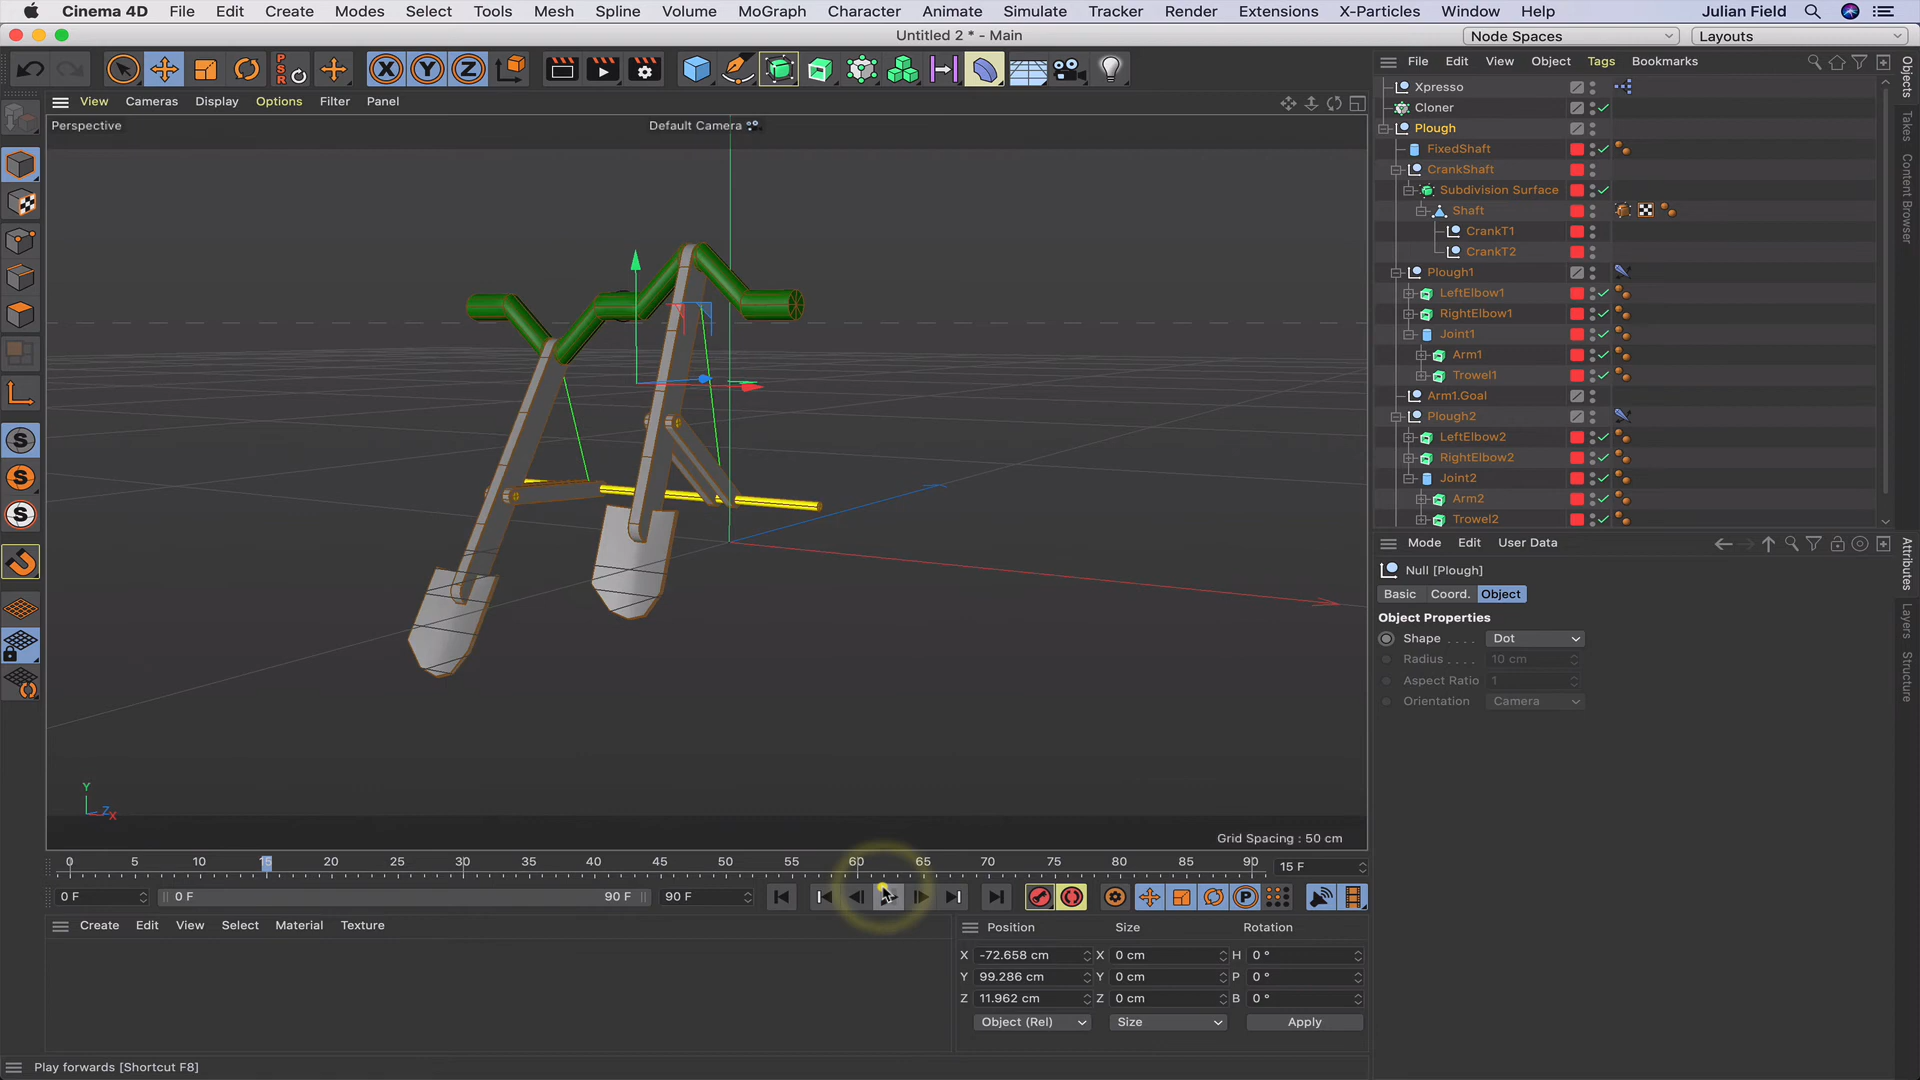 Cinema 4D File Edit Create Modes Select Tools Mesh Spline Volume MoGraph Character Animate Simulate Tracker Render Extensions X-Particles Window Help Julian Field
Untitled 2 * - Main
Node Spaces
Layouts
File Edit View Object Tags Bookmarks
View Cameras Display Options Filter Panel
Perspective
Default Camera
Xpresso
Cloner
Plough
FixedShaft
CrankShaft
Subdivision Surface
Shaft
CrankT1
CrankT2
Plough1
LeftElbow1
RightElbow1
Joint1
Arm1
Trowel1
Arm1.Goal
Plough2
LeftElbow2
RightElbow2
Joint2
Arm2
Trowel2
Objects
Takes
Content Browser
Mode Edit User Data
Null [Plough]
Basic Coord. Object
Object Properties
Shape . . . . Dot
Radius . . . . 10 cm
Aspect Ratio 1
Orientation Camera
Attributes
Layers
Structure
PSR
X Y Z
S
S
S
Y
Z X
Grid Spacing : 50 cm
0 5 10 15 20 25 30 35 40 45 50 55 60 65 70 75 80 85 90
15 F
0 F 0 F 90 F 90 F
P
Create Edit View Select Material Texture
Position Size Rotation
X -72.658 cm X 0 cm H 0 °
Y 99.286 cm Y 0 cm P 0 °
Z 11.962 cm Z 0 cm B 0 °
Object (Rel) Size Apply
Play forwards [Shortcut F8]